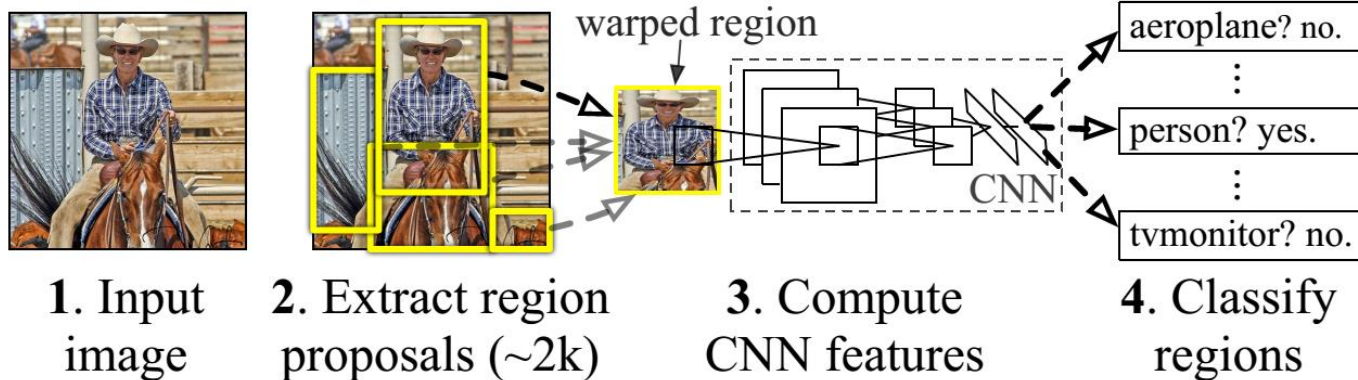 warped region
aeroplane? no.
person? yes.
CNN
tvmonitor? no.
1. Input
image
2. Extract region
proposals (~2k)
3. Compute
CNN features
4. Classify
regions